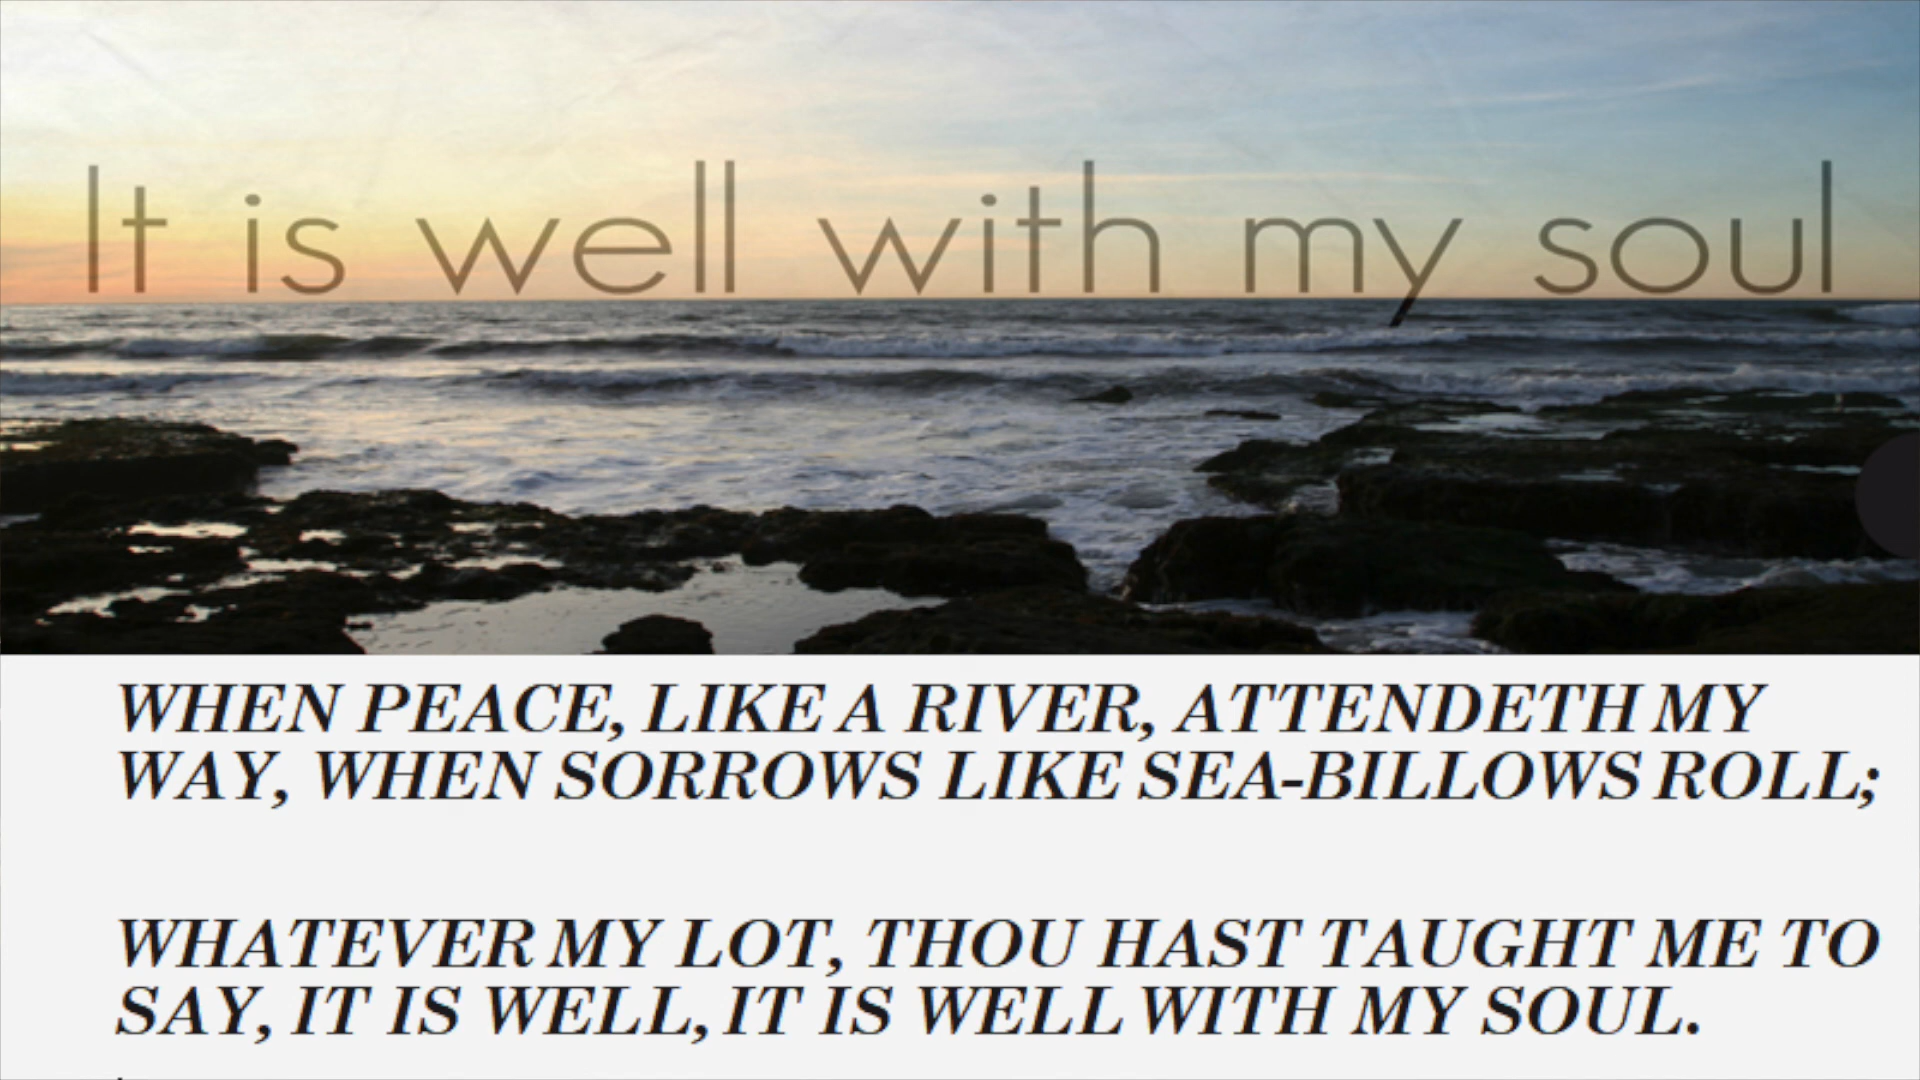 It is well with my soul
WHEN PEACE, LIKE A RIVER, ATTENDETH MY
WAY, WHEN SORROWS LIKE SEA-BILLOWS ROLL;
WHATEVER MY LOT, THOU HAST TAUGHT ME TO
SAY, IT IS WELL, IT IS WELL WITH MY SOUL.